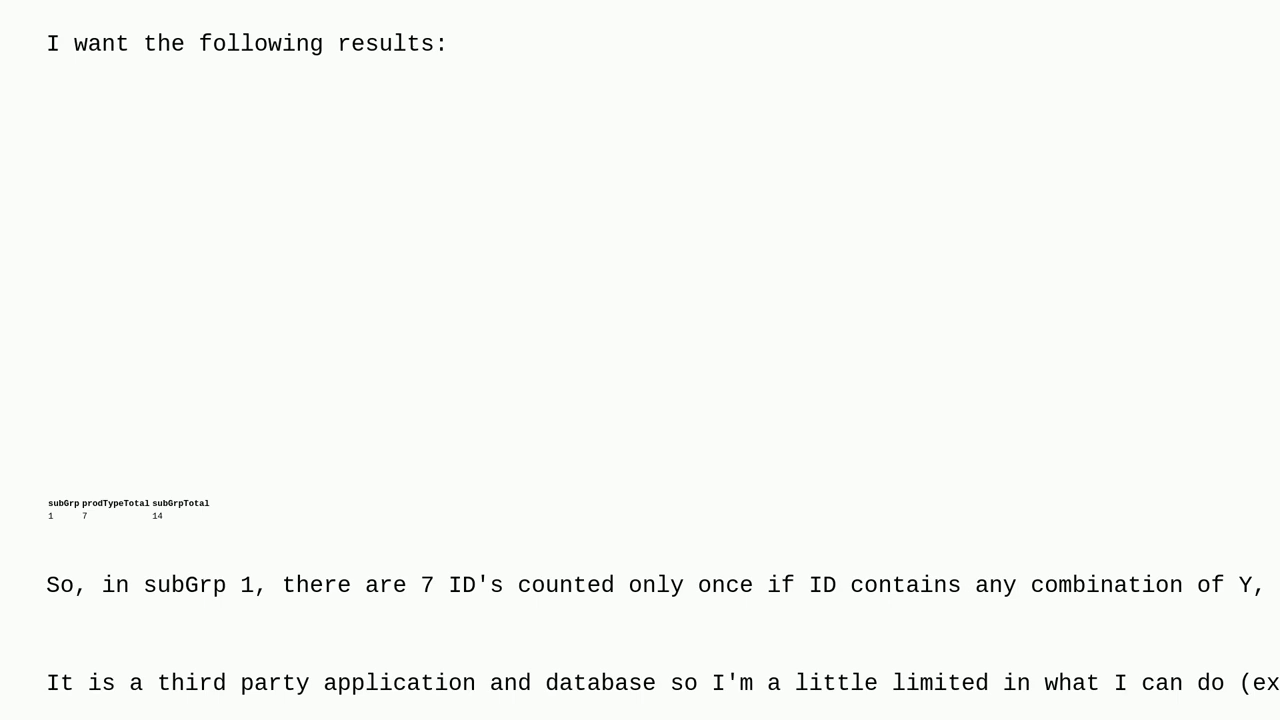 I want the following results:
subGrp prodTypeTotal subGrpTotal
1 7 14
So, in subGrp 1, there are 7 ID's counted only once if ID contains any combination of Y,
It is a third party application and database so I'm a little limited in what I can do (ex